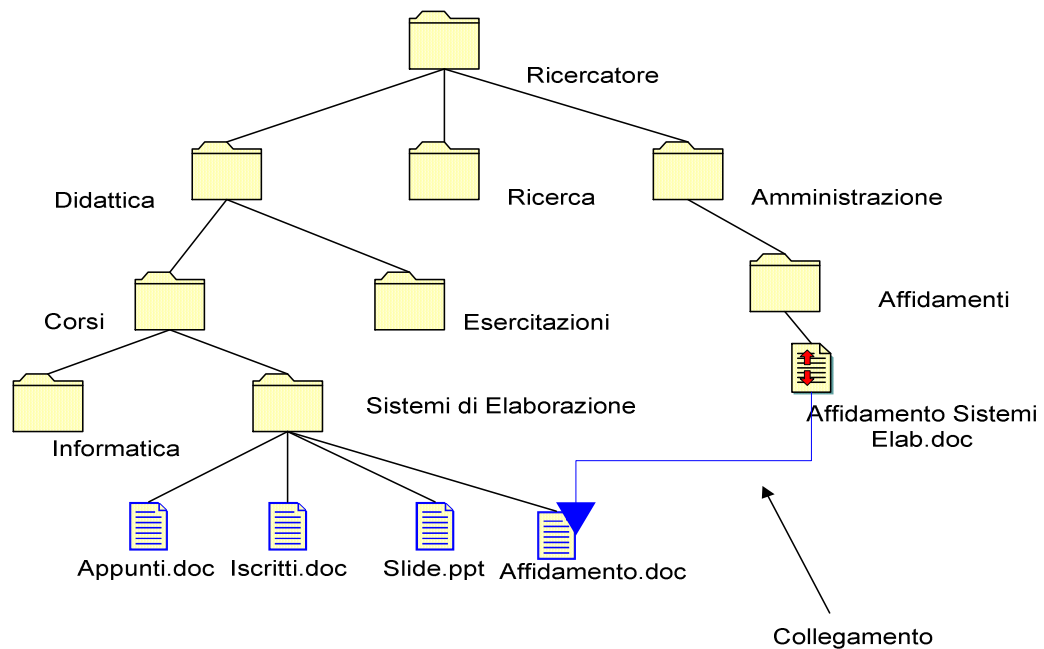 Ricercatore
Didattica
Ricerca
Amministrazione
Corsi
Esercitazioni
Affidamenti
Informatica
Sistemi di Elaborazione
Affidamento Sistemi
Elab.doc
Appunti.doc
Iscritti.doc
Slide.ppt
Affidamento.doc
Collegamento